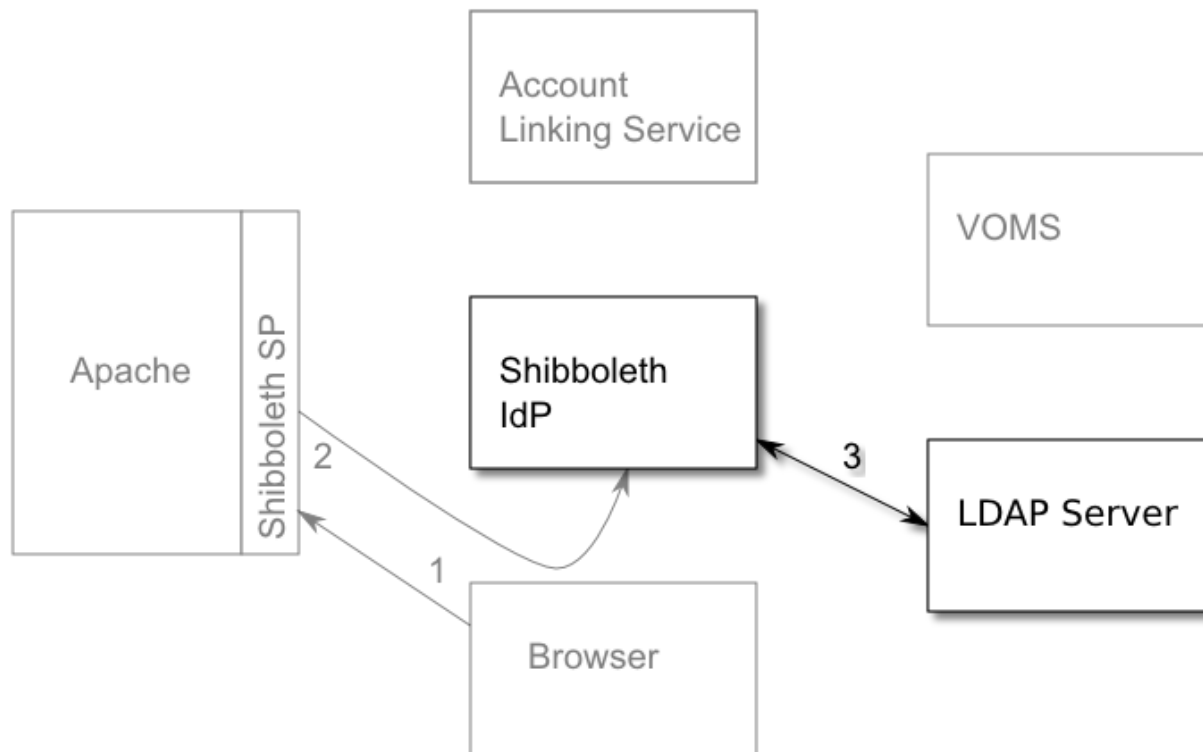 Account
Linking Service
VOMS
Apache
Shibboleth SP
Shibboleth
IdP
2
3
LDAP Server
1
Browser